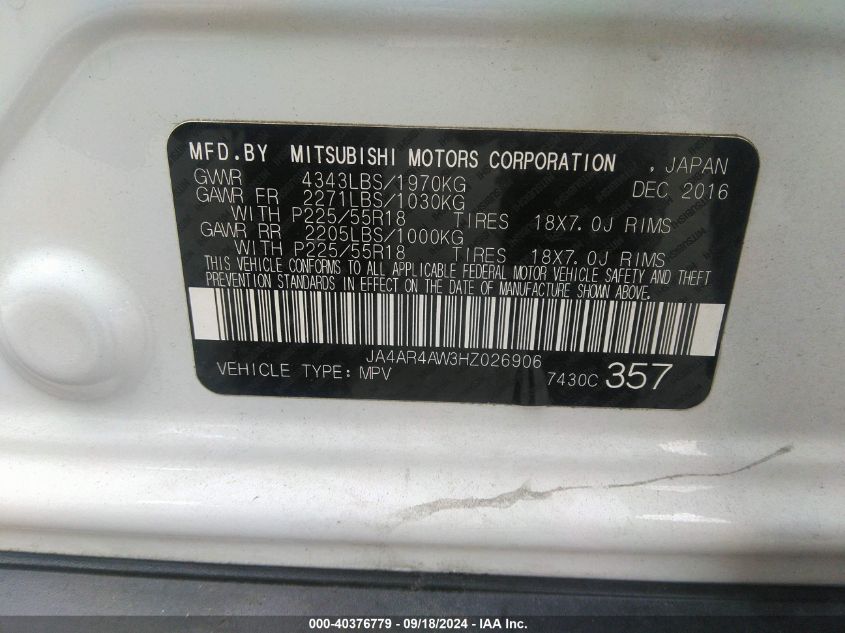 MFD.BY MITSUBISHI MOTORS CORPORATION , JAPAN
GVWR 4343LBS/1970KG DEC 2016
GAWR FR 2271LBS/1030KG
WITH P225/55R18 TIRES 18X7.0J RIMS
GAWR RR 2205LBS/1000KG
WITH P225/55R18 TIRES 18X7.0J RIMS
THIS VEHICLE CONFORMS TO ALL APPLICABLE FEDERAL MOTOR VEHICLE SAFETY AND THEFT
PREVENTION STANDARDS IN EFFECT ON THE DATE OF MANUFACTURE SHOWN ABOVE.
JA4AR4AW3HZ026906
VEHICLE TYPE: MPV 7430C 357
000-40376779 - 09/18/2024 - IAAI.COM